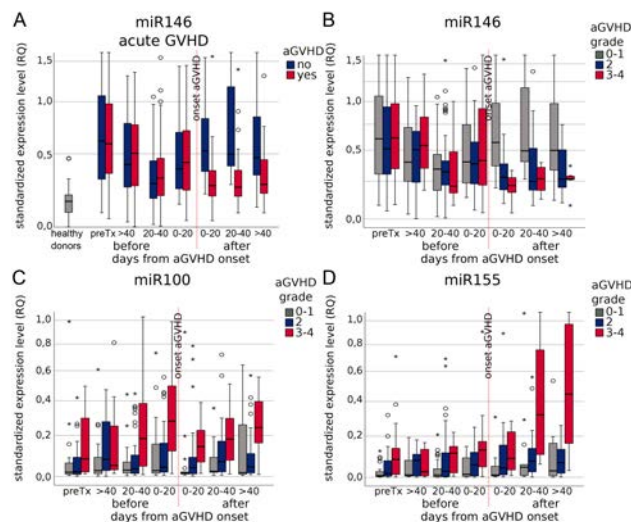 A
miR146
acute GVHD
aGVHD
no
yes
standardized expression level (RQ)
1,5
1,0
0,5
0,0
onset aGVHD
healthy donors
preTx >40 20-40 0-20 0-20 20-40 >40
before after
days from aGVHD onset
B
miR146
aGVHD
grade
0-1
2
3-4
standardized expression level (RQ)
1,5
1,0
0,5
0,0
onset aGVHD
preTx >40 20-40 0-20 0-20 20-40 >40
before after
days from aGVHD onset
C
miR100
aGVHD
grade
0-1
2
3-4
standardized expression level (RQ)
1,0
0,8
0,6
0,4
0,2
0,0
onset aGVHD
preTx >40 20-40 0-20 0-20 20-40 >40
before after
days from aGVHD onset
D
miR155
aGVHD
grade
0-1
2
3-4
standardized expression level (RQ)
1,0
0,8
0,6
0,4
0,2
0,0
onset aGVHD
preTx >40 20-40 0-20 0-20 20-40 >40
before after
days from aGVHD onset